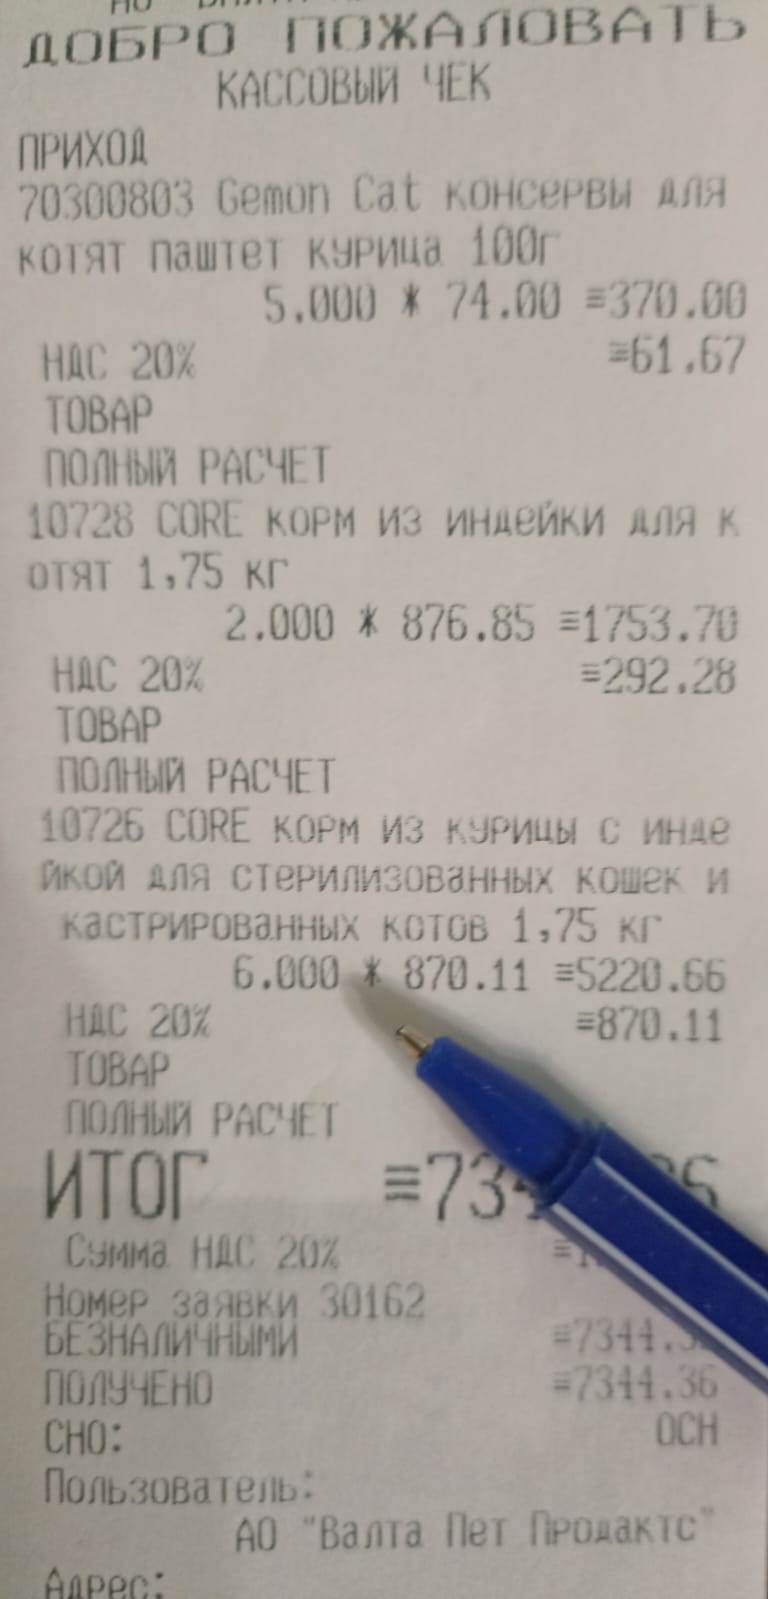 ДОБРО ПОЖАЛОВАТЬ
КАССОВЫЙ ЧЕК
ПРИХОД
70300803 Gemon Cat консервы для
котят паштет курица 100г
5.000 * 74.00 ≡370.00
НДС 20% ≡61.67
ТОВАР
ПОЛНЫЙ РАСЧЕТ
10728 CORE корм из индейки для к
отят 1,75 кг
2.000 * 876.85 ≡1753.70
НДС 20% ≡292.28
ТОВАР
ПОЛНЫЙ РАСЧЕТ
10726 CORE корм из курицы с инде
йкой для стерилизованных кошек и
кастрированных котов 1,75 кг
6.000 * 870.11 ≡5220.66
НДС 20% ≡870.11
ТОВАР
ПОЛНЫЙ РАСЧЕТ
ИТОГ
Сумма НДС 20%
Номер заявки 30162
БЕЗНАЛИЧНЫМИ
ПОЛУЧЕНО ≡7344.36
СНО: ОСН
Пользователь:
АО "Валта Пет Продактс"
Адрес: